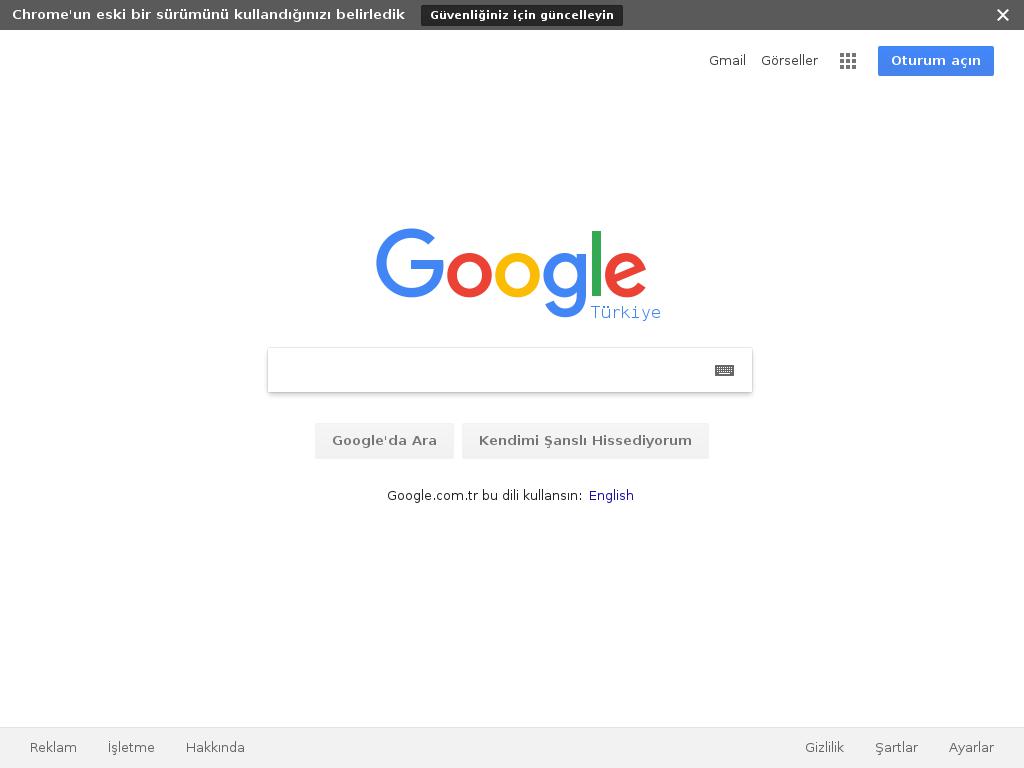 Chrome'un eski bir sürümünü kullandığınızı belirledik Güvenliğiniz için güncelleyin
Gmail Görseller Oturum açın
Google
Türkiye
Google'da Ara Kendimi Şanslı Hissediyorum
Google.com.tr bu dili kullansın: English
Reklam İşletme Hakkında Gizlilik Şartlar Ayarlar